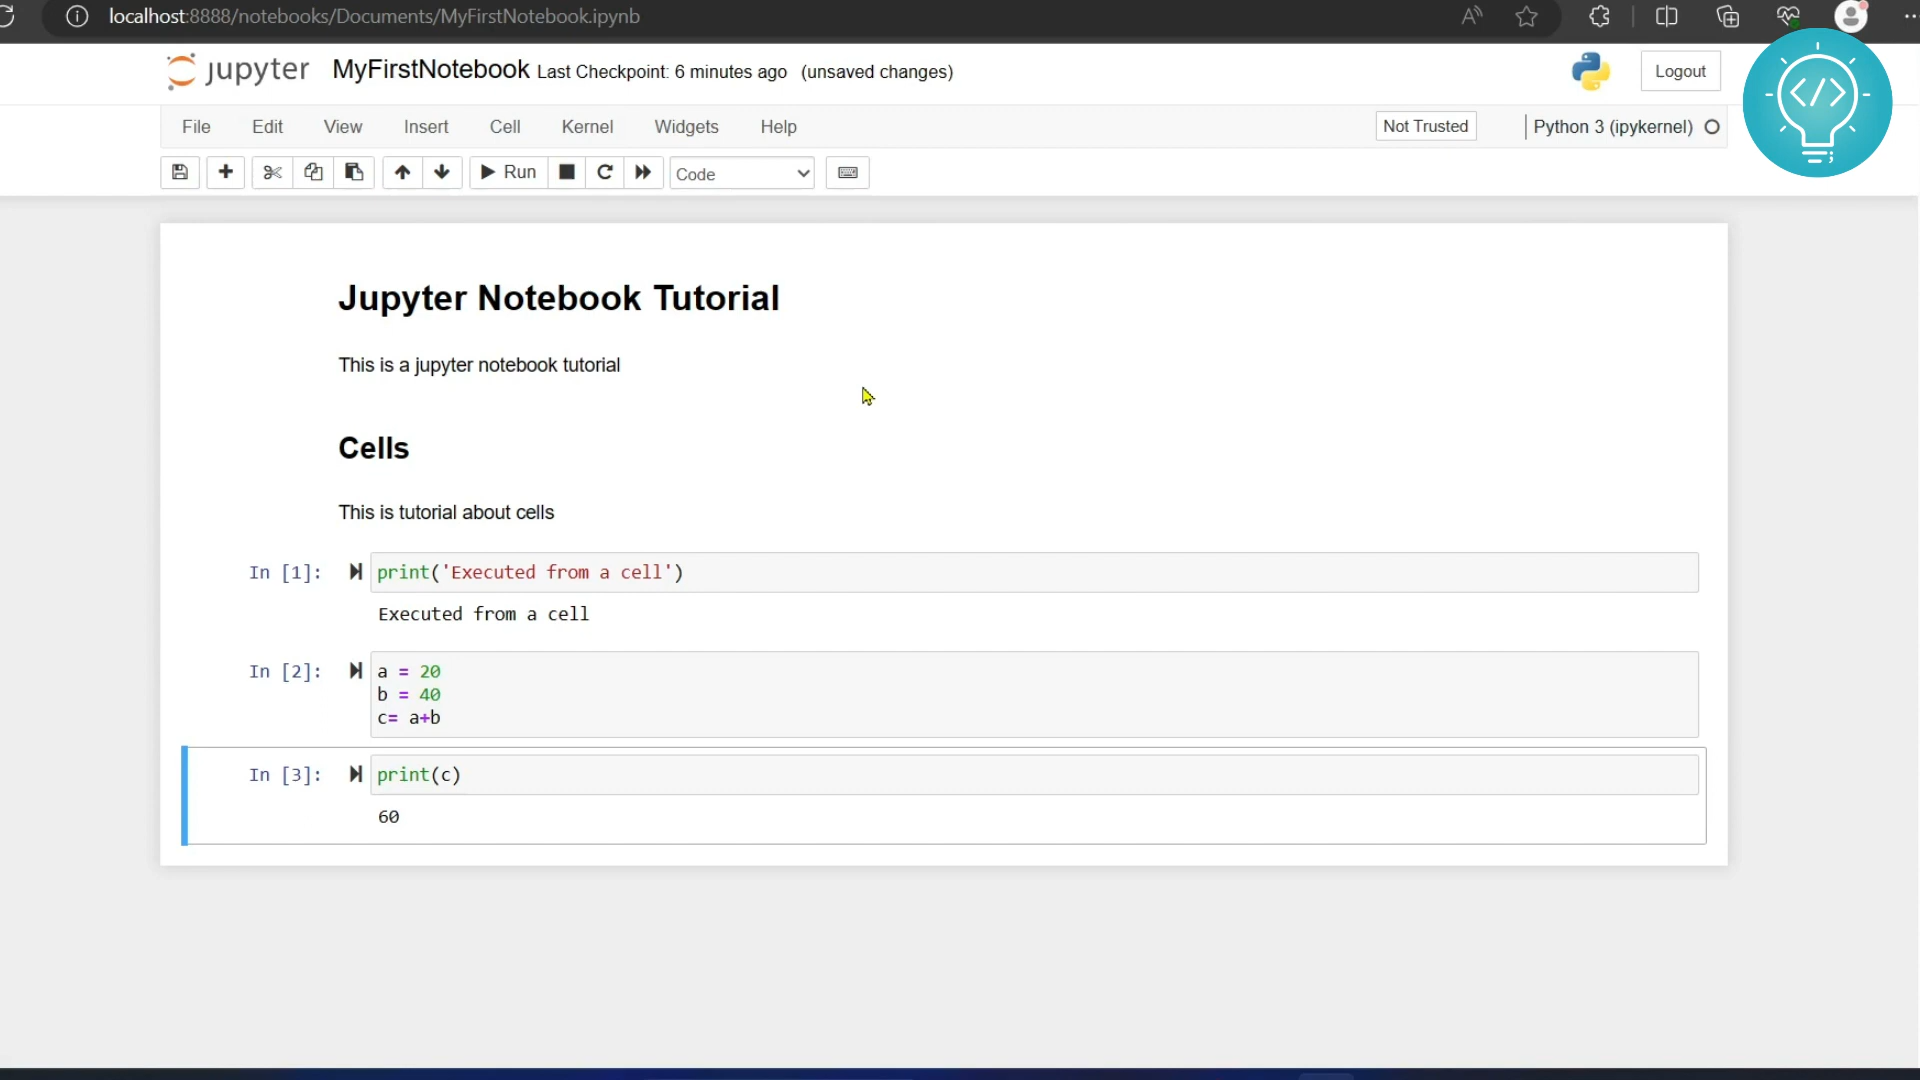 localhost:8888/notebooks/Documents/MyFirstNotebook.ipynb
jupyter MyFirstNotebook Last Checkpoint: 6 minutes ago (unsaved changes) Logout
File Edit View Insert Cell Kernel Widgets Help Not Trusted Python 3 (ipykernel)
Run Code
Jupyter Notebook Tutorial
This is a jupyter notebook tutorial
Cells
This is tutorial about cells
In [1]: print('Executed from a cell')
Executed from a cell
In [2]: a = 20
b = 40
c= a+b
In [3]: print(c)
60